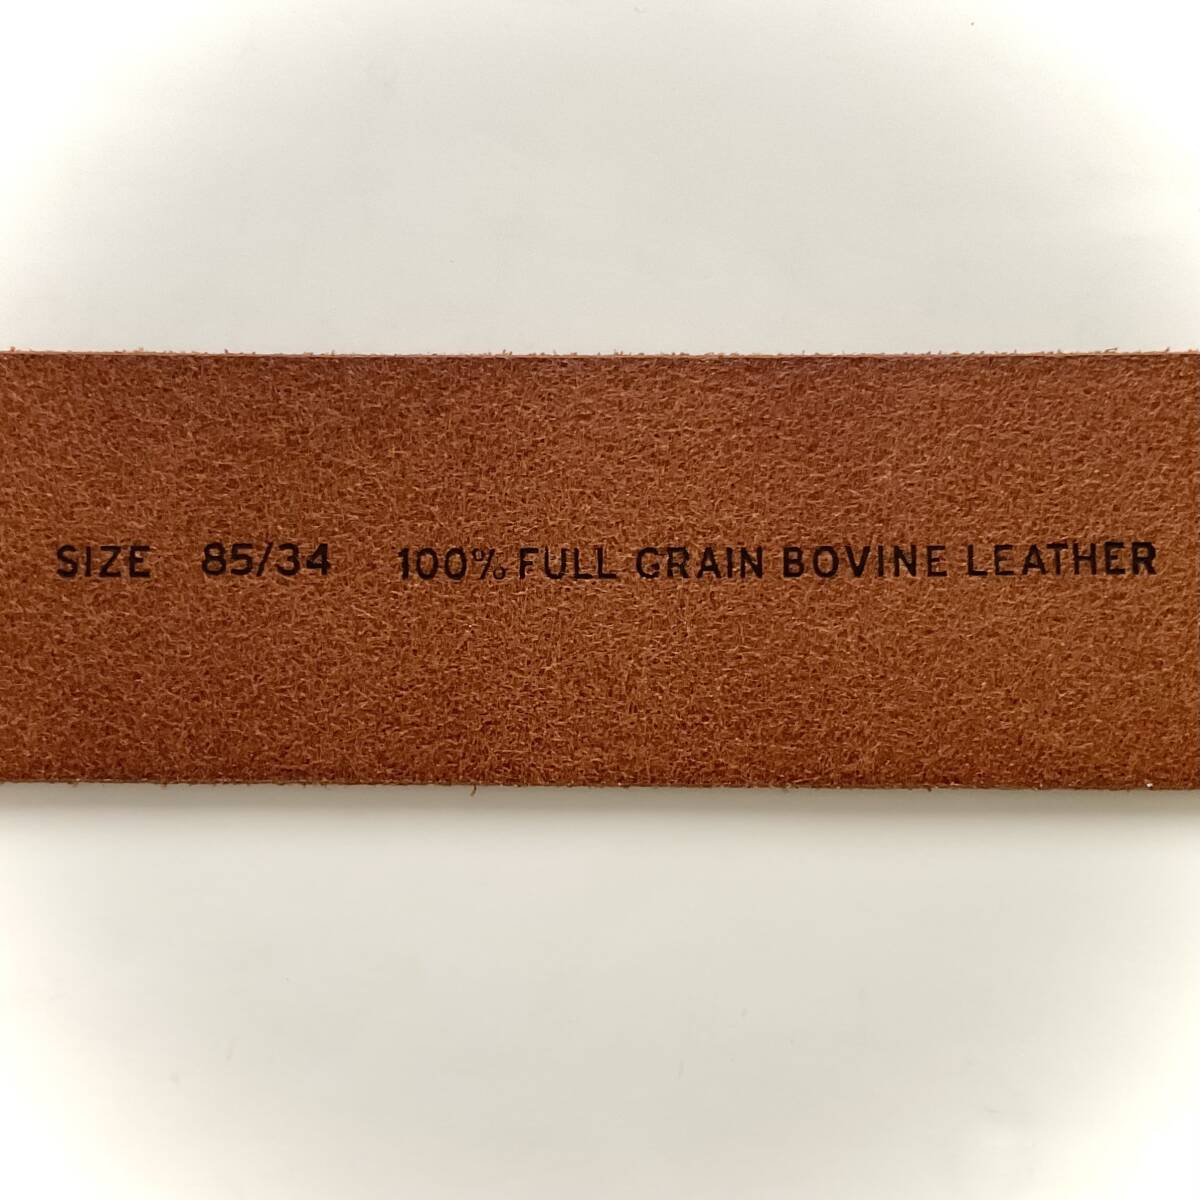 SIZE 85/34 100% FULL GRAIN BOVINE LEATHER